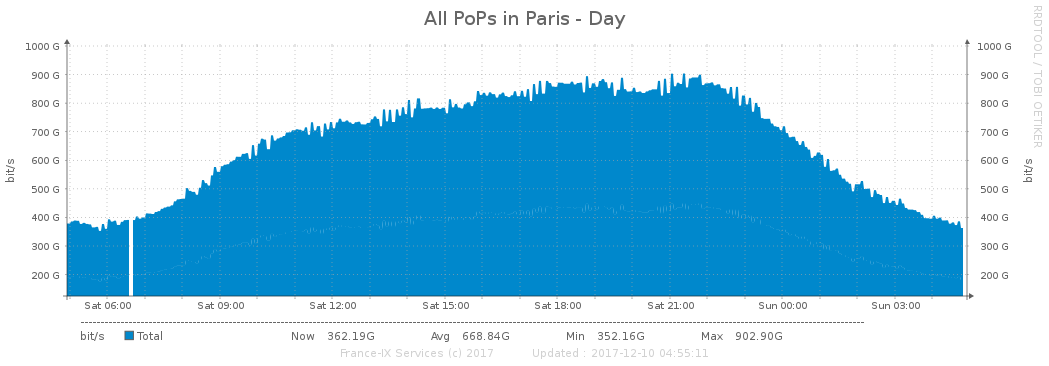 All PoPs in Paris - Day
RRDTOOL / TOBI OETIKER
1000 G 1000 G
900 G 900 G
800 G 800 G
700 G 700 G
600 G 600 G
500 G 500 G
400 G 400 G
300 G 300 G
200 G 200 G
bit/s bit/s
Sat 06:00 Sat 09:00 Sat 12:00 Sat 15:00 Sat 18:00 Sat 21:00 Sun 00:00 Sun 03:00
bit/s Total Now 362.19G Avg 668.84G Min 352.16G Max 902.90G
France-IX Services (c) 2017 Updated : 2017-12-10 04:55:11